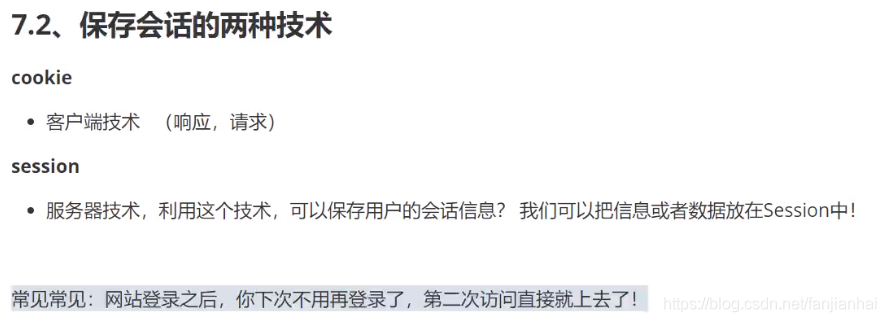 7.2、保存会话的两种技术
cookie
客户端技术 （响应，请求）
session
服务器技术，利用这个技术，可以保存用户的会话信息？ 我们可以把信息或者数据放在Session中！
常见常见：网站登录之后，你下次不用再登录了，第二次访问直接就上去了！
https://blog.csdn.net/fanjianhai